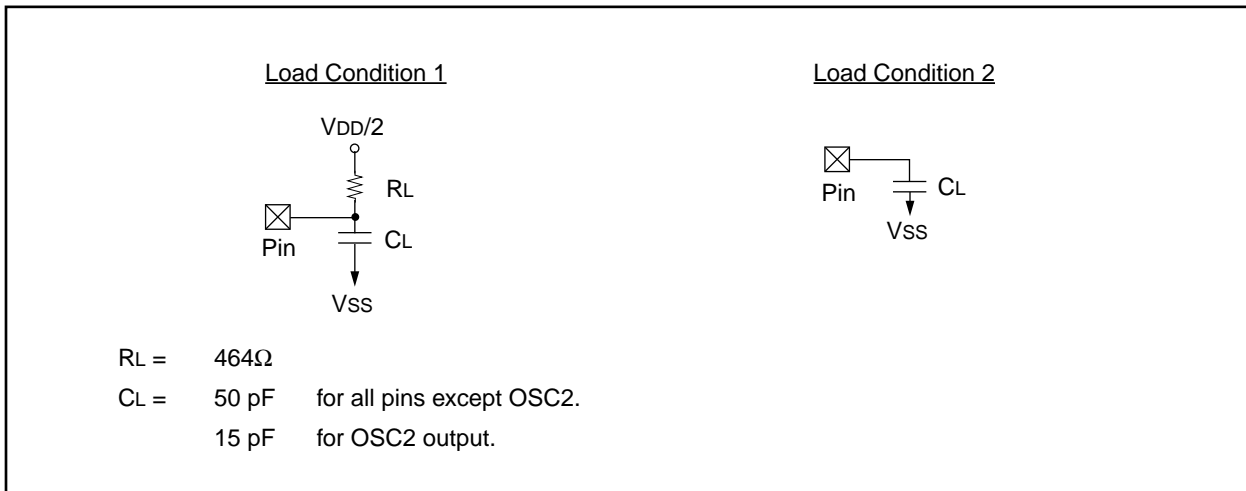 Load Condition 1
VDD/2
RL
Pin
CL
VSS
Load Condition 2
Pin
CL
VSS
RL = 464Ω
CL = 50 pF for all pins except OSC2.
15 pF for OSC2 output.